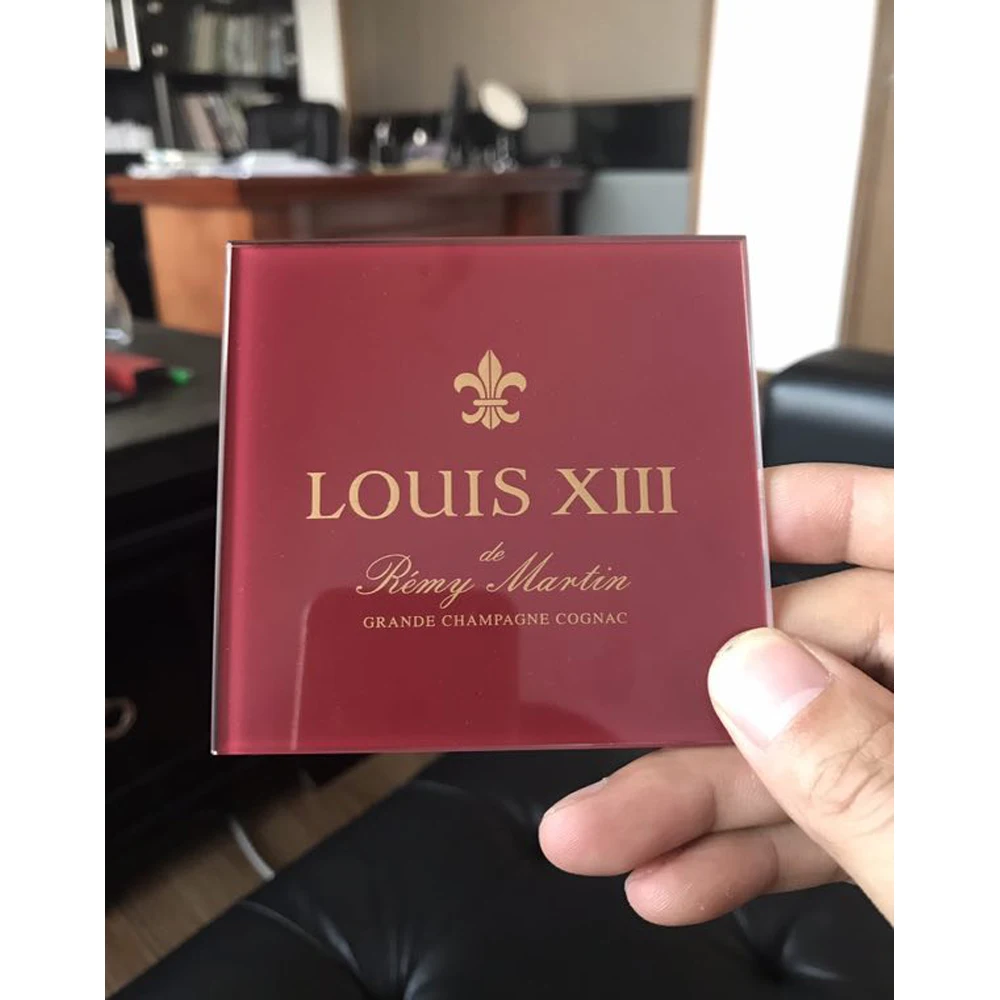 LOUIS XIII
de
Rémy Martin
GRANDE CHAMPAGNE COGNAC